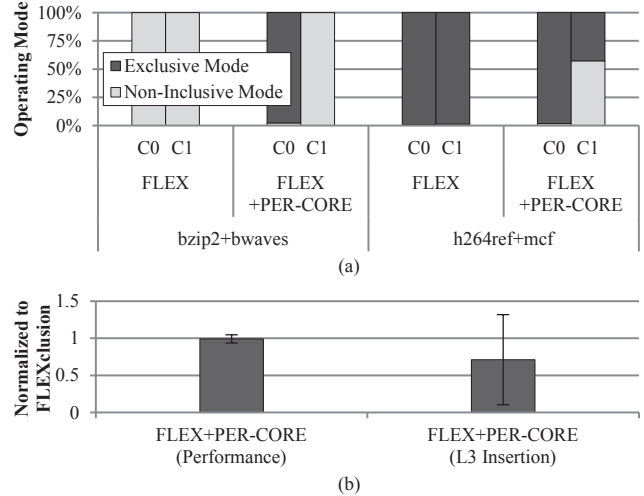 Operating Mode
100%
75%
50%
25%
0%
Exclusive Mode
Non-Inclusive Mode
C0 C1 C0 C1 C0 C1 C0 C1
FLEX FLEX +PER-CORE FLEX FLEX +PER-CORE
bzip2+bwaves h264ref+mcf
(a)
Normalized to FLEXclusion
1.5
1
0.5
0
FLEX+PER-CORE (Performance) FLEX+PER-CORE (L3 Insertion)
(b)